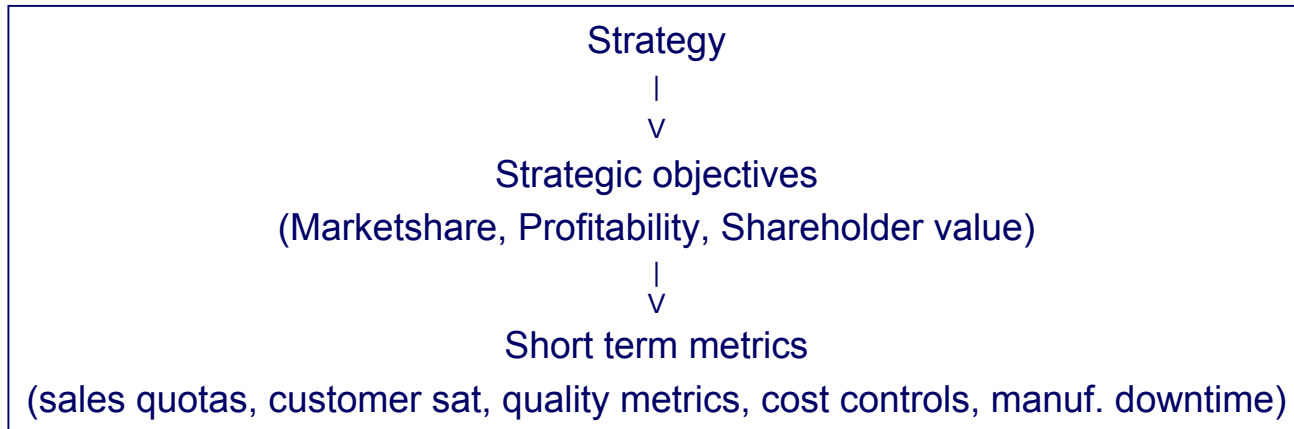 Strategy
|
V
Strategic objectives
(Marketshare, Profitability, Shareholder value)
|
V
Short term metrics
(sales quotas, customer sat, quality metrics, cost controls, manuf. downtime)